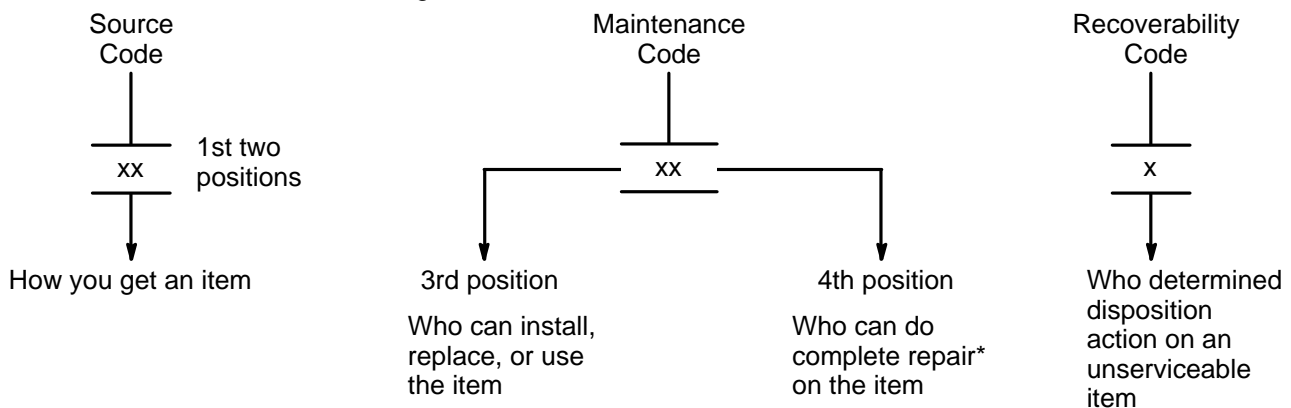 Source
Code
xx
1st two
positions
How you get an item
Maintenance
Code
xx
3rd position
Who can install,
replace, or use
the item
4th position
Who can do
complete repair*
on the item
Recoverability
Code
x
Who determined
disposition
action on an
unserviceable
item